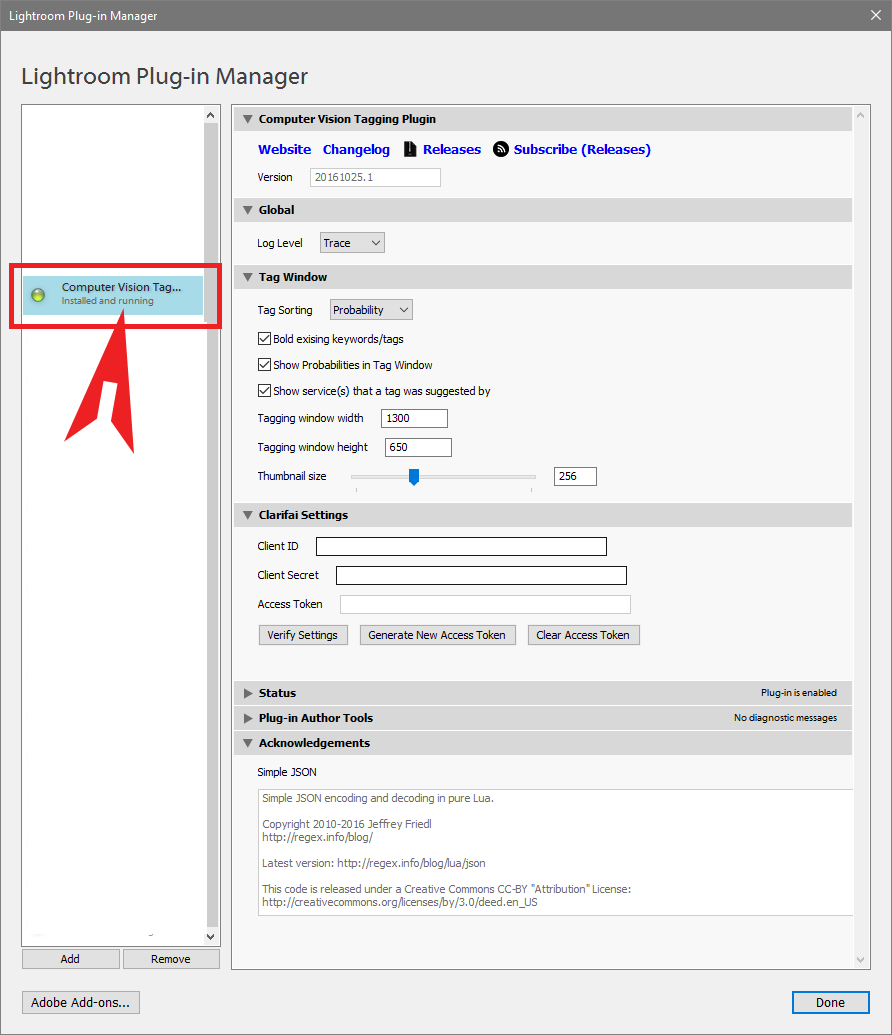 Lightroom Plug-in Manager
Lightroom Plug-in Manager
Computer Vision Tag...
Installed and running
Add
Remove
Computer Vision Tagging Plugin
Website Changelog Releases Subscribe (Releases)
Version 20161025.1
Global
Log Level Trace
Tag Window
Tag Sorting Probability
Bold exising keywords/tags
Show Probabilities in Tag Window
Show service(s) that a tag was suggested by
Tagging window width 1300
Tagging window height 650
Thumbnail size 256
Clarifai Settings
Client ID
Client Secret
Access Token
Verify Settings Generate New Access Token Clear Access Token
Status Plug-in is enabled
Plug-in Author Tools No diagnostic messages
Acknowledgements
Simple JSON
Simple JSON encoding and decoding in pure Lua.
Copyright 2010-2016 Jeffrey Friedl
http://regex.info/blog/
Latest version: http://regex.info/blog/lua/json
This code is released under a Creative Commons CC-BY "Attribution" License:
http://creativecommons.org/licenses/by/3.0/deed.en_US
Adobe Add-ons...
Done